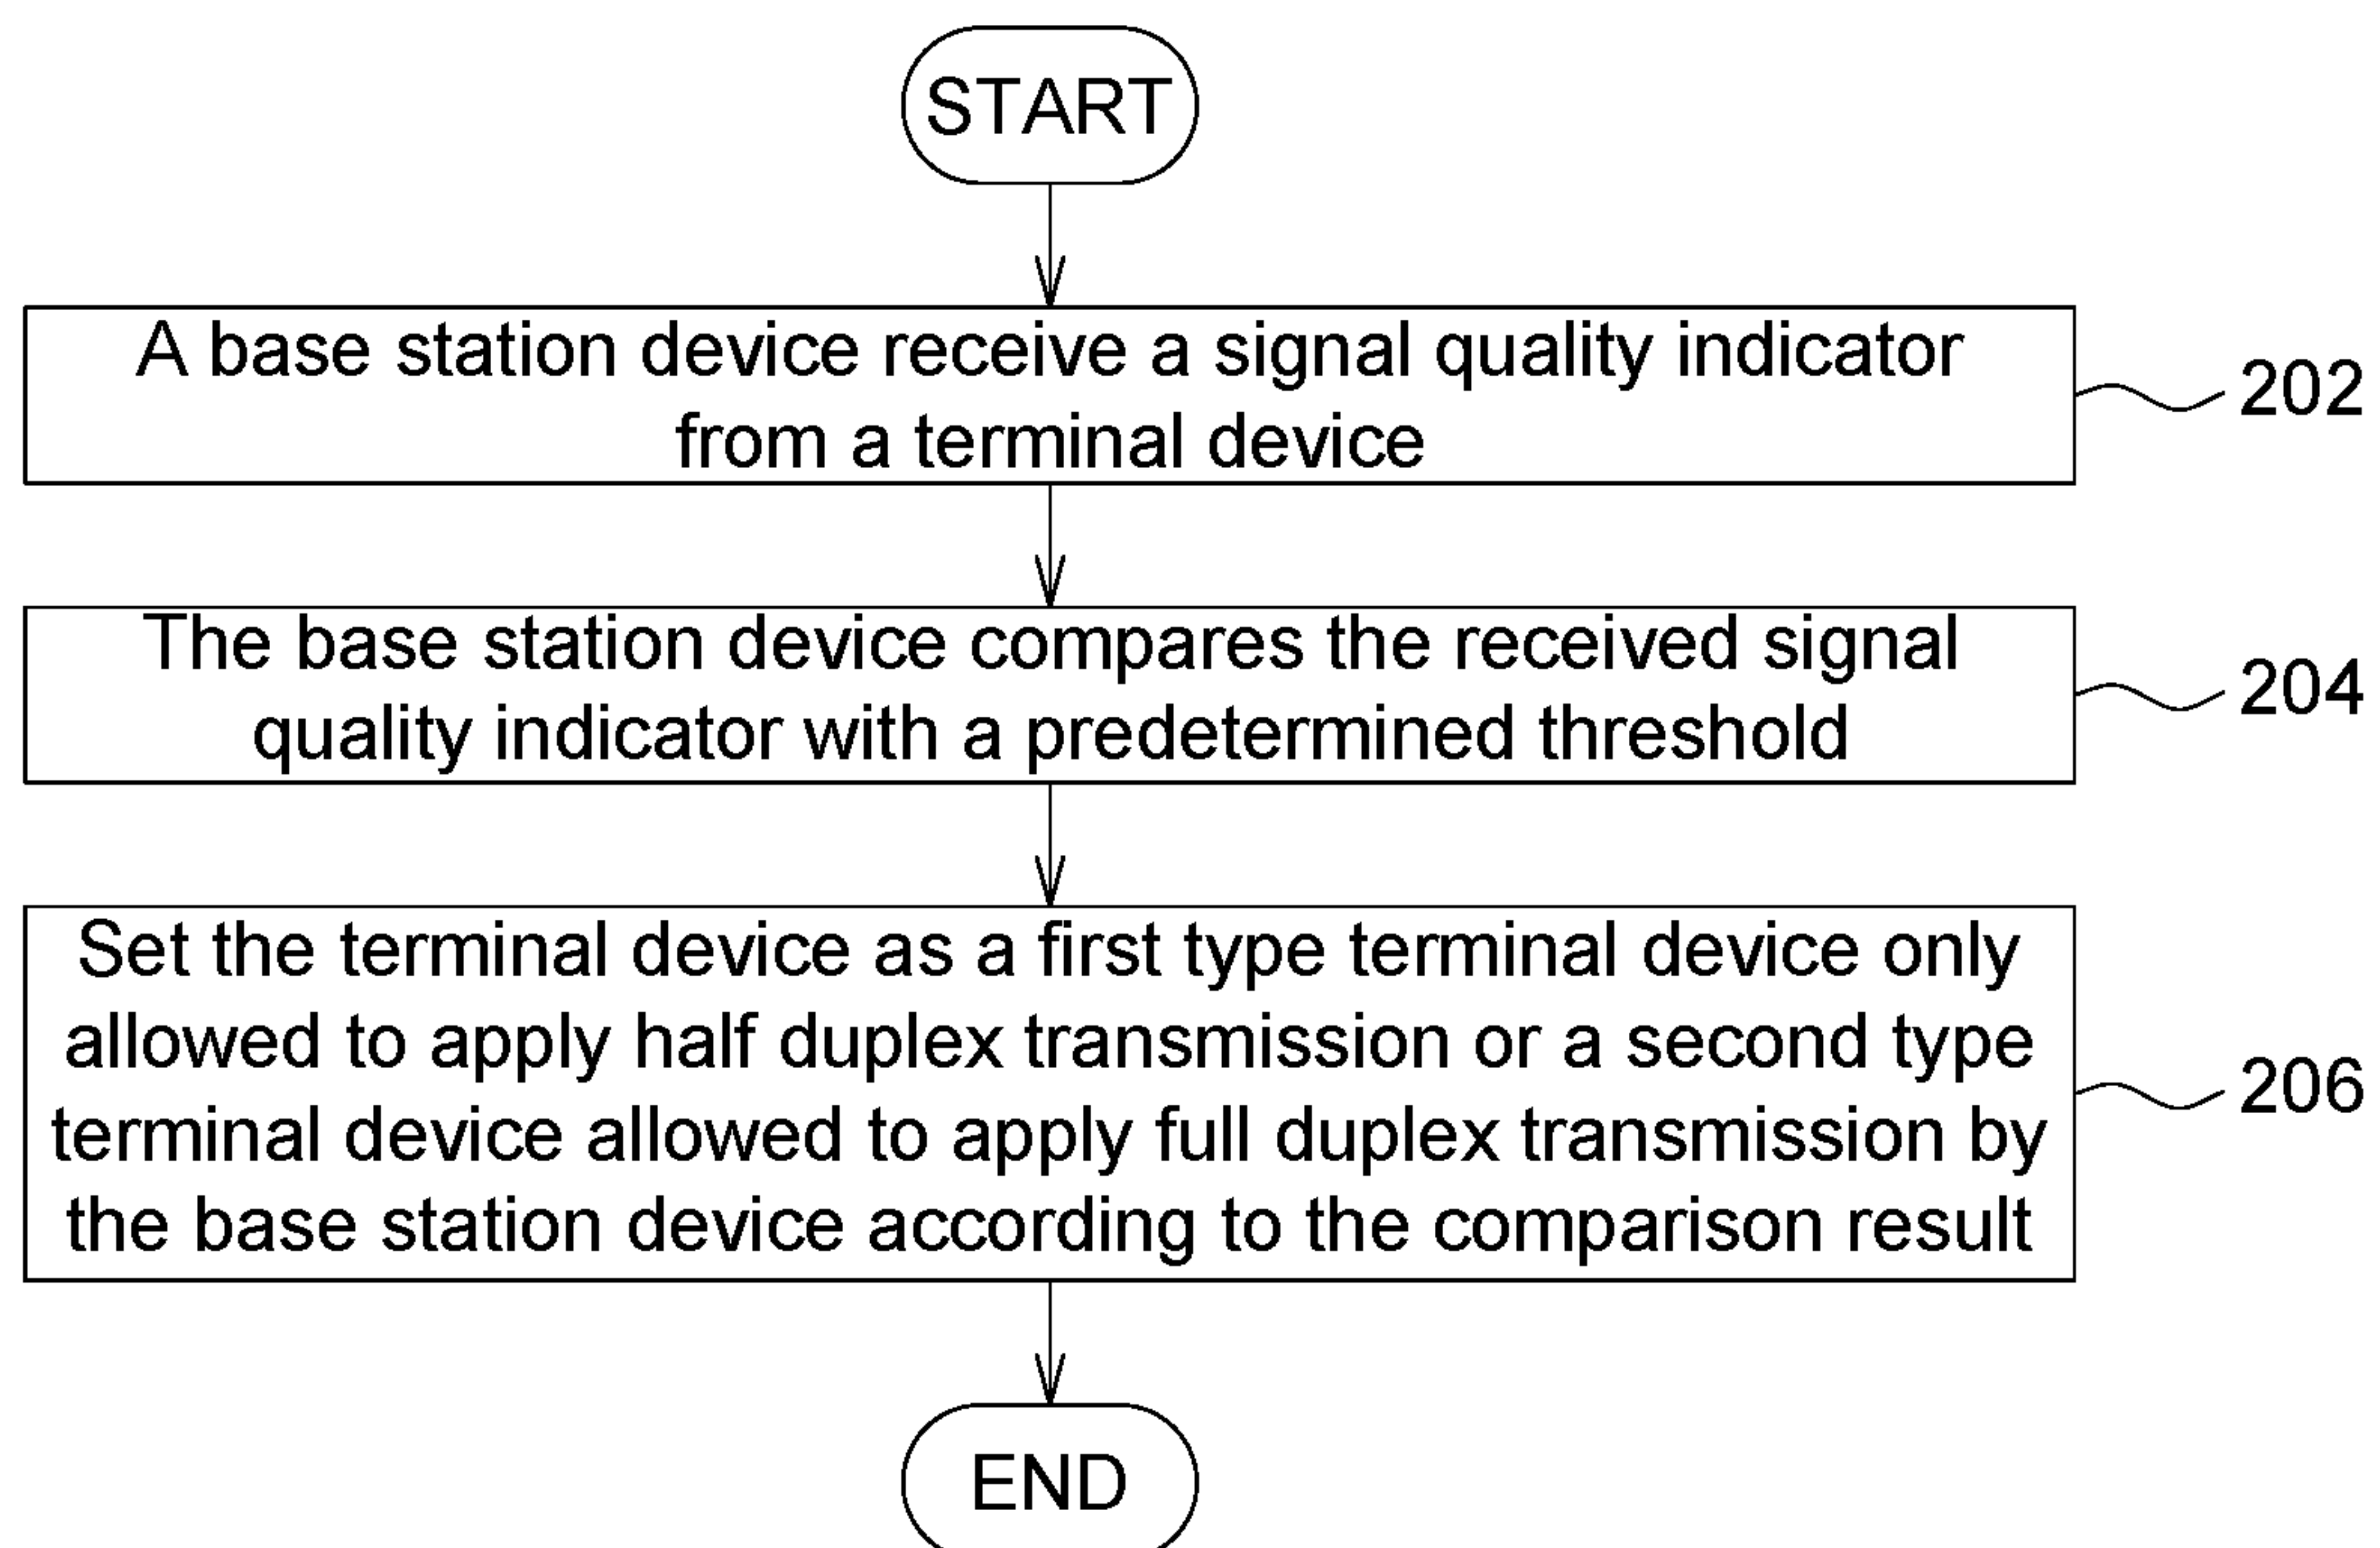 START
A base station device receive a signal quality indicator
from a terminal device
202
The base station device compares the received signal
quality indicator with a predetermined threshold
204
Set the terminal device as a first type terminal device only
allowed to apply half duplex transmission or a second type
terminal device allowed to apply full duplex transmission by
the base station device according to the comparison result
206
END